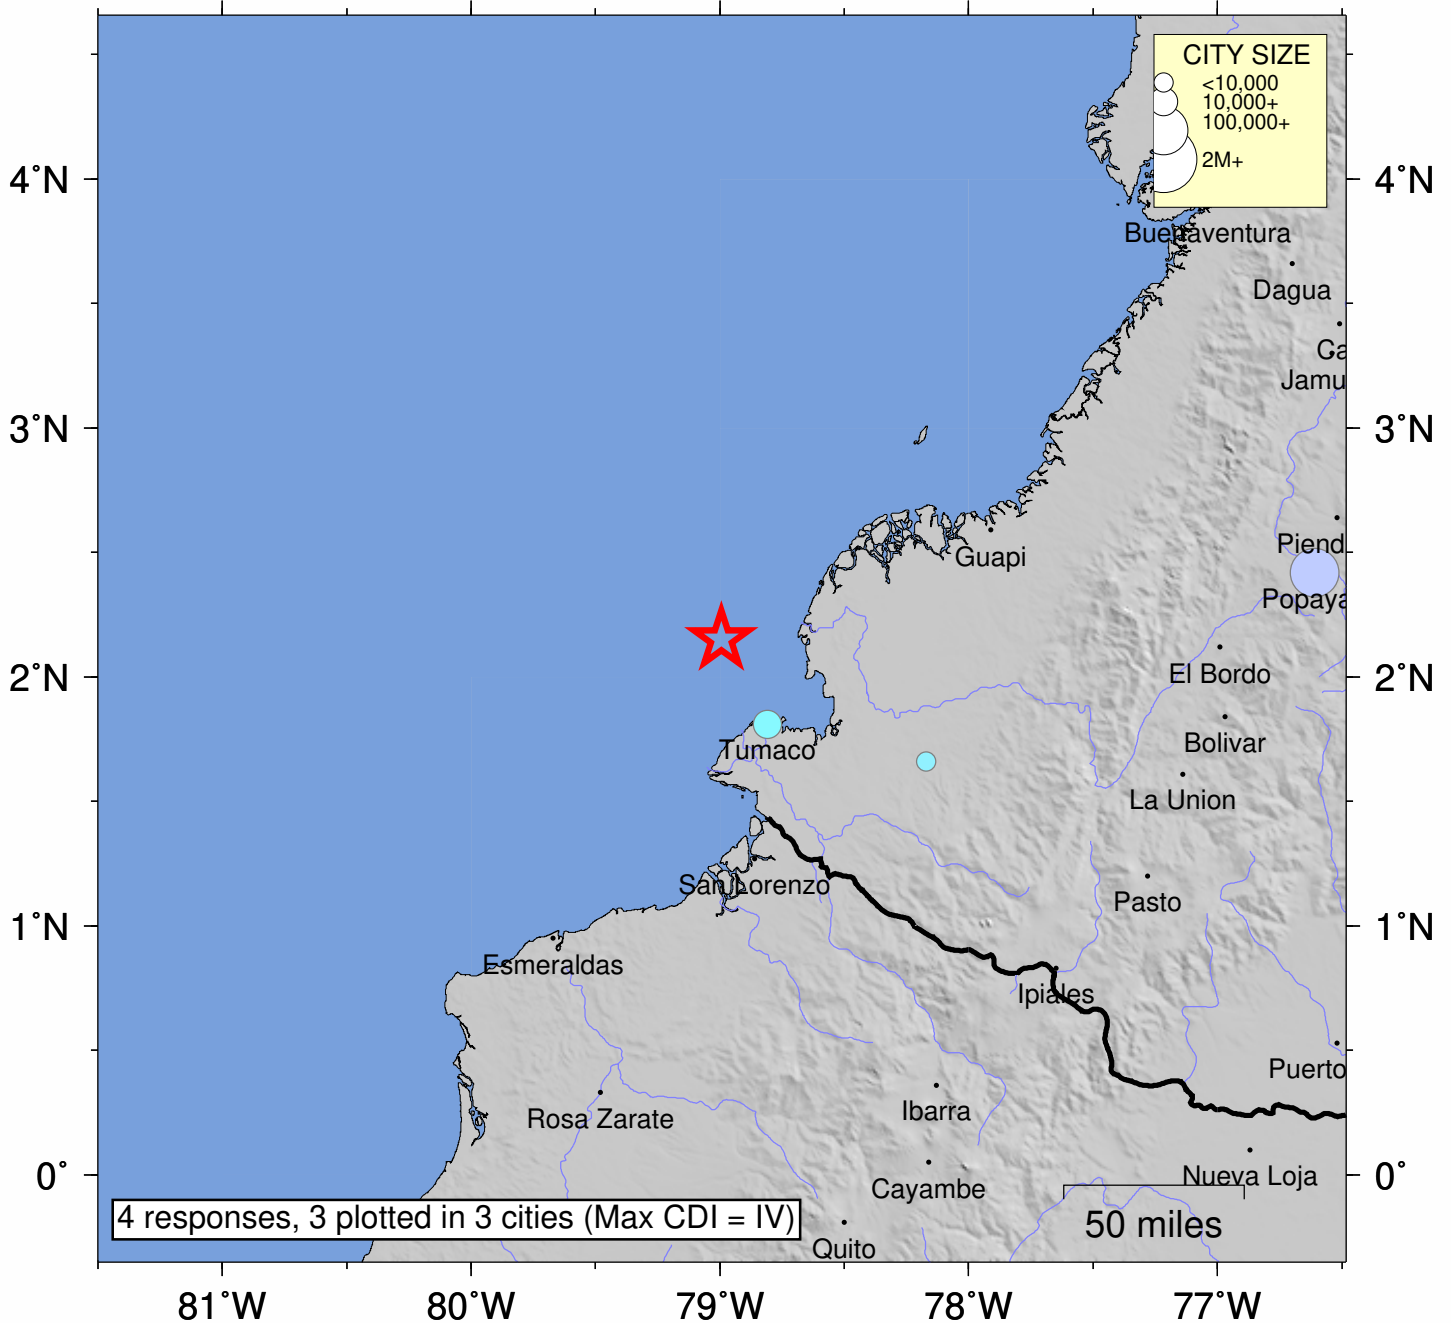 CITY SIZE
<10,000
10,000+
100,000+
2M+
4˚N
4˚N
Buenaventura
Dagua
Ca
Jamu
3˚N
3˚N
Piend
Guapi
Popaya
2˚N
El Bordo
2˚N
Bolivar
Tumaco
La Union
San Lorenzo
Pasto
1˚N
1˚N
Esmeraldas
Ipiales
Puerto
Ibarra
Rosa Zarate
0˚
Nueva Loja
0˚
Cayambe
4 responses, 3 plotted in 3 cities (Max CDI = IV)
50 miles
Quito
81˚W
80˚W
79˚W
78˚W
77˚W